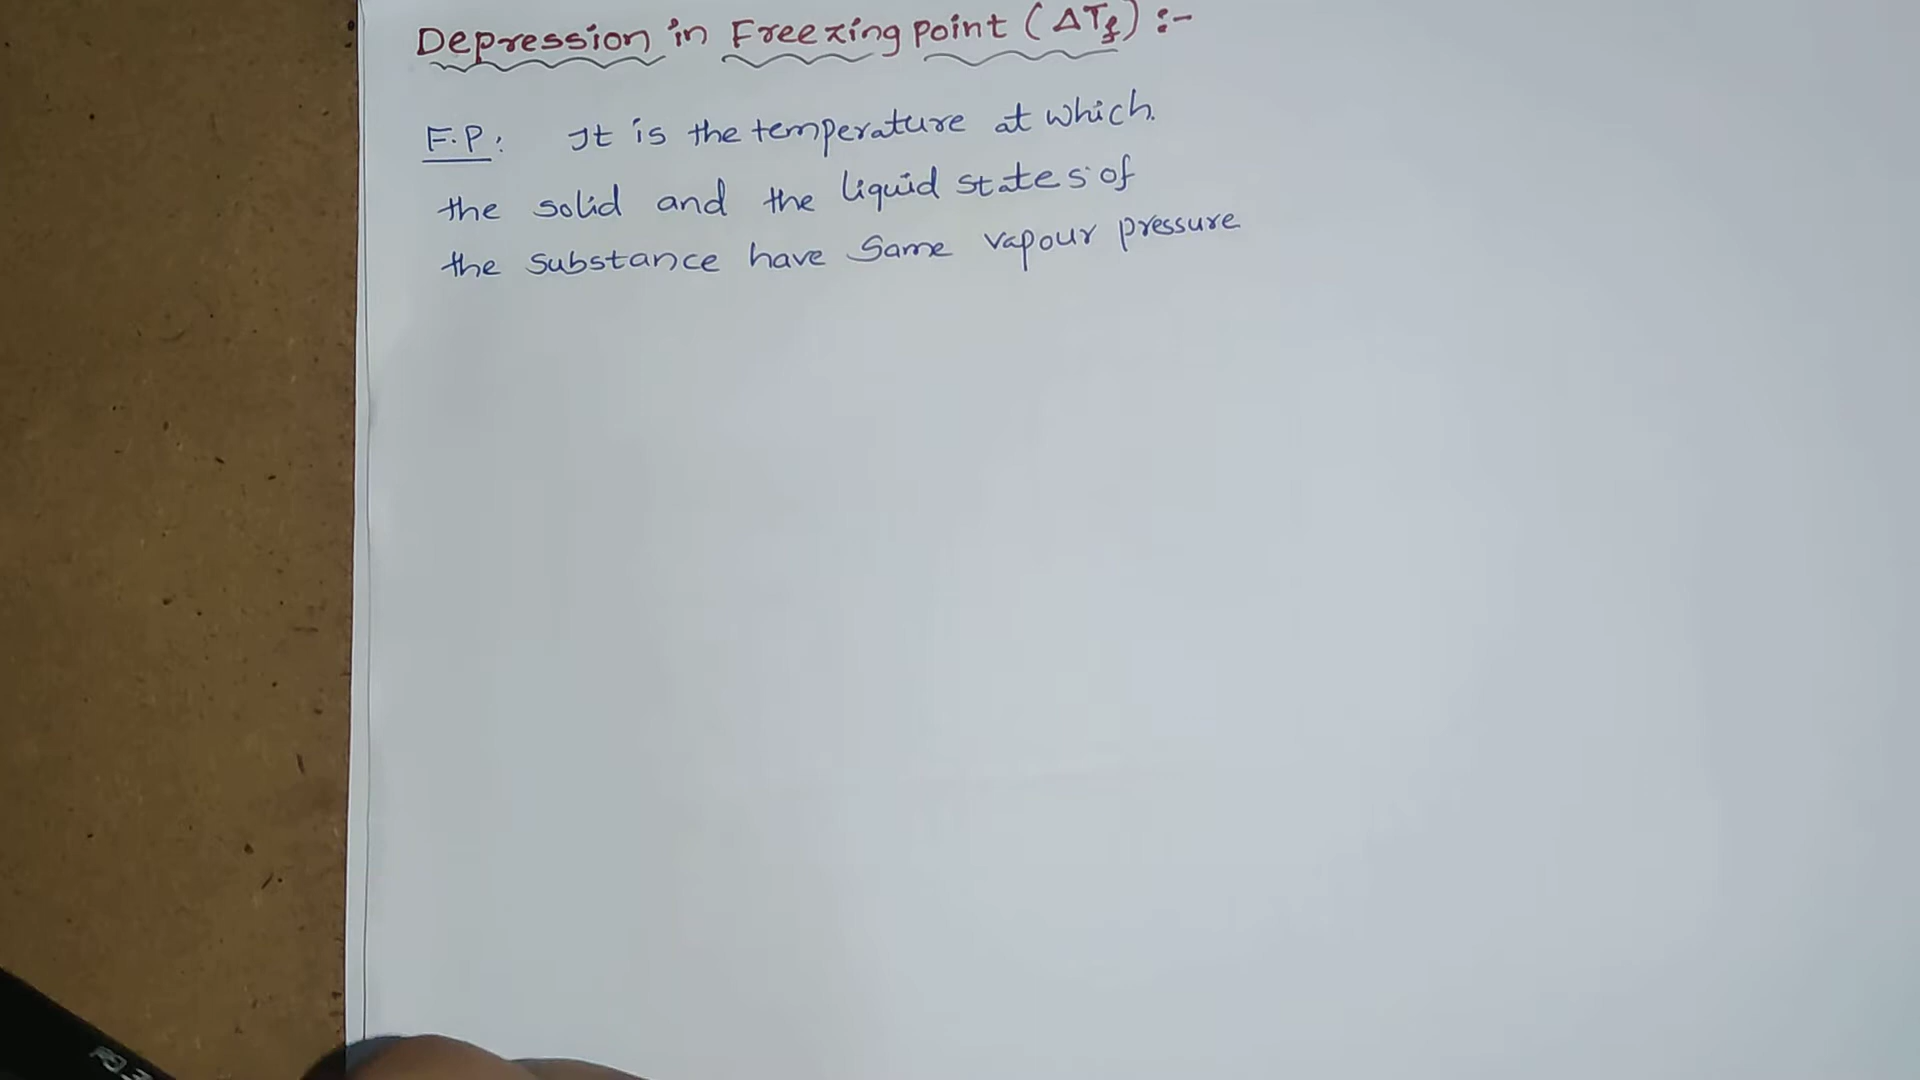 Depression in Freezing point (ΔTf) :-
F.P: It is the temperature at which
the solid and the liquid states of
the substance have same vapour pressure